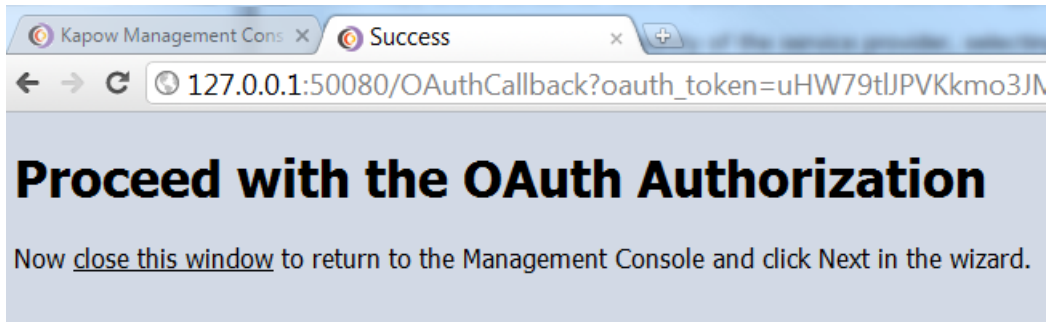 Kapow Management Cons
Success
127.0.0.1:50080/OAuthCallback?oauth_token=uHW79tlJPVKkmo3JM
Proceed with the OAuth Authorization
Now close this window to return to the Management Console and click Next in the wizard.